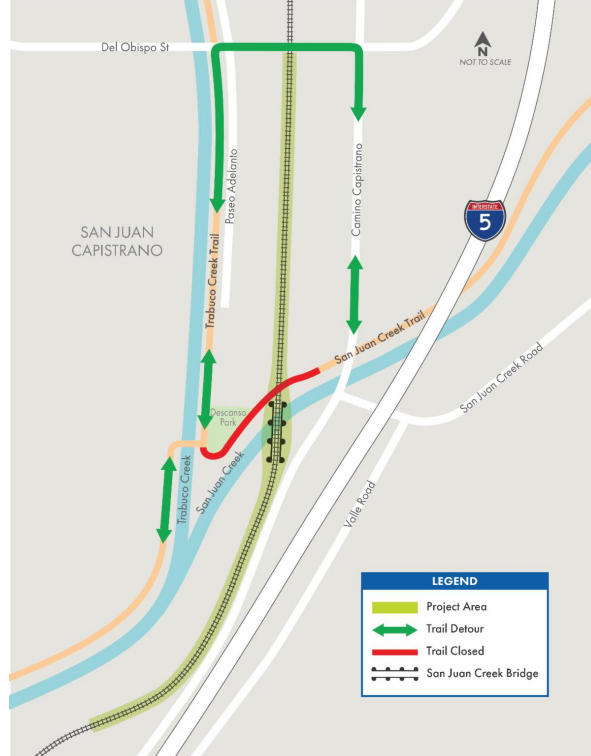 Del Obispo St
N
NOT TO SCALE
Paseo Adelanto
Camino Capistrano
INTERSTATE
5
SAN JUAN
CAPISTRANO
Trabuco Creek Trail
San Juan Creek Trail
San Juan Creek Road
Descanso
Park
San Juan Creek
Trabuco Creek
Valle Road
LEGEND
Project Area
Trail Detour
Trail Closed
San Juan Creek Bridge